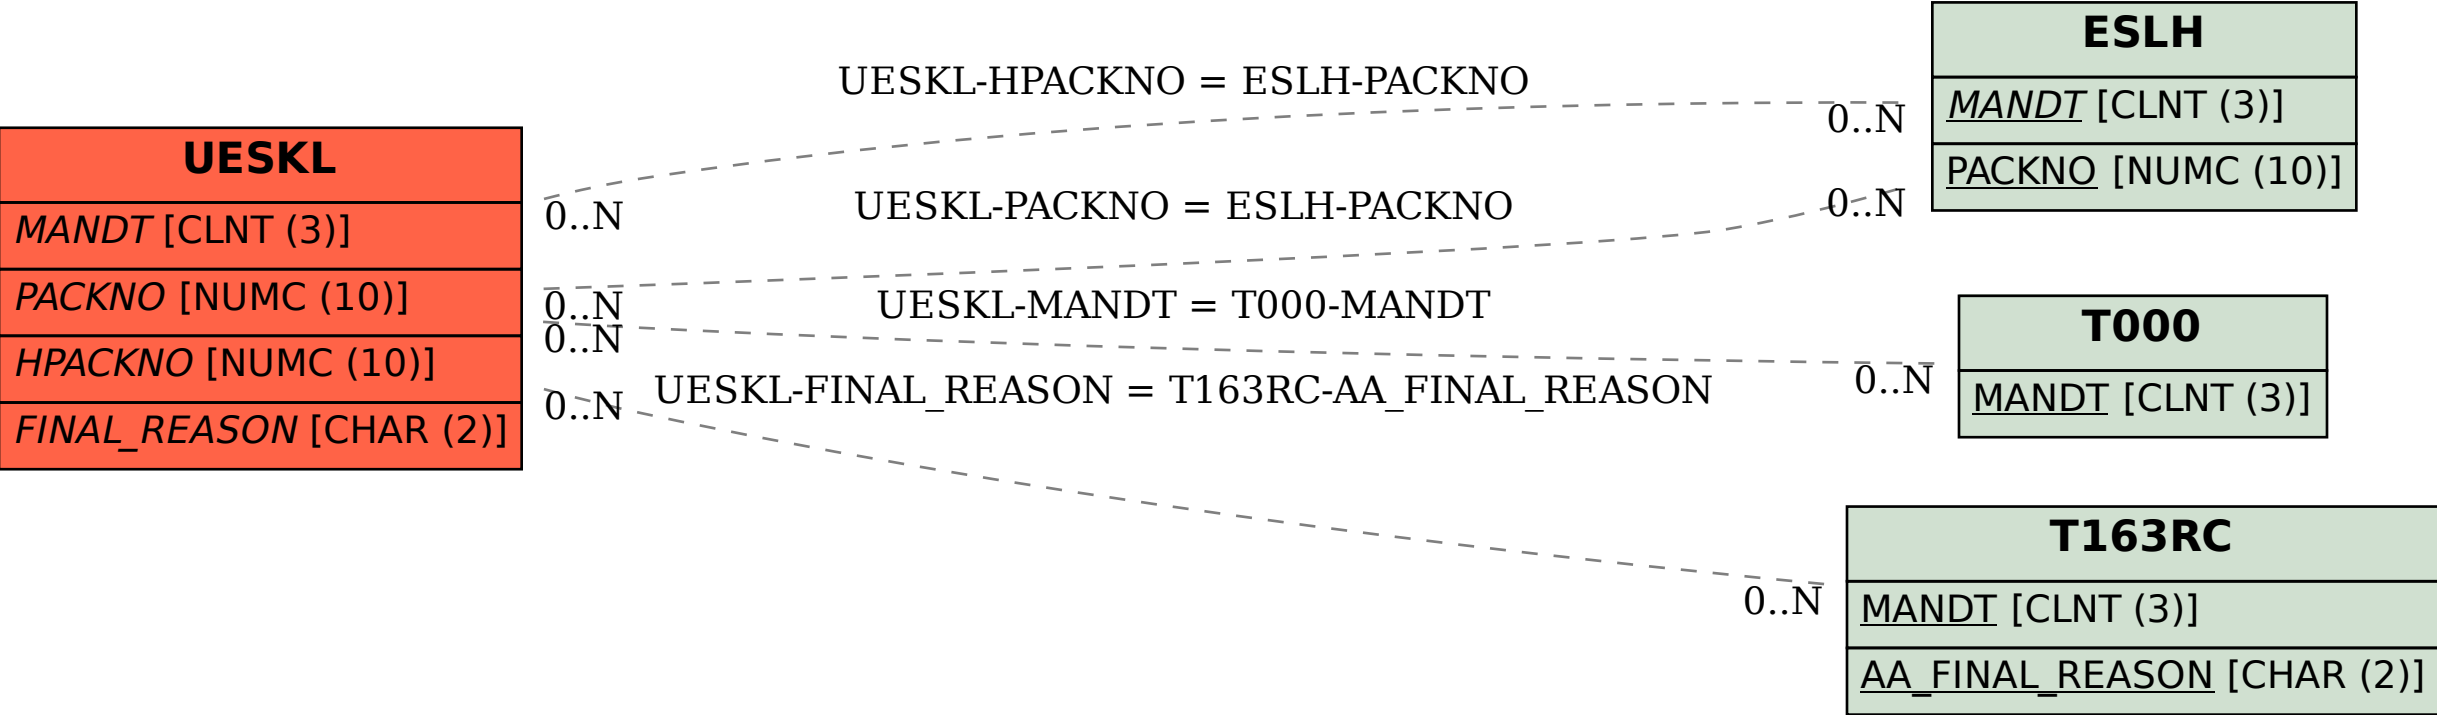 UESKL
MANDT [CLNT (3)]
PACKNO [NUMC (10)]
HPACKNO [NUMC (10)]
FINAL_REASON [CHAR (2)]
UESKL-HPACKNO = ESLH-PACKNO
0..N
0..N
UESKL-PACKNO = ESLH-PACKNO
0..N
0..N
UESKL-MANDT = T000-MANDT
0..N
0..N
UESKL-FINAL_REASON = T163RC-AA_FINAL_REASON
0..N
0..N
ESLH
MANDT [CLNT (3)]
PACKNO [NUMC (10)]
T000
MANDT [CLNT (3)]
T163RC
MANDT [CLNT (3)]
AA_FINAL_REASON [CHAR (2)]